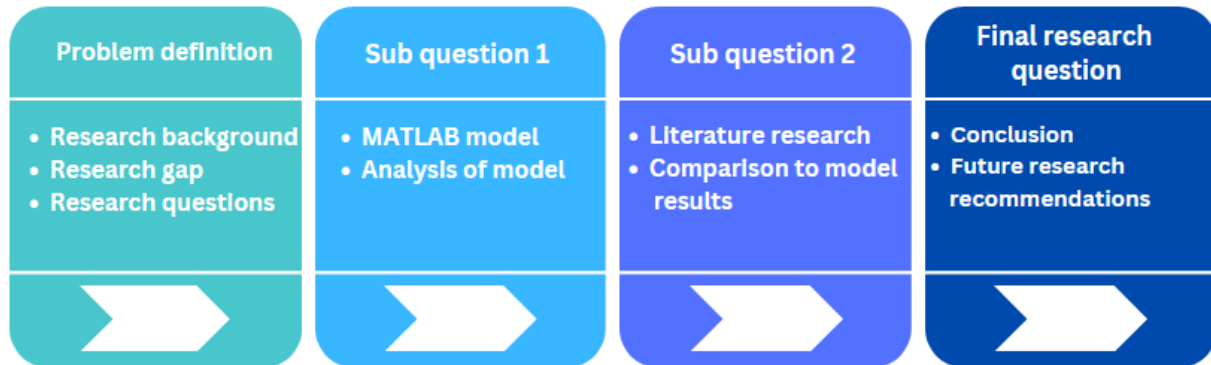 Problem definition
• Research background
• Research gap
• Research questions
Sub question 1
• MATLAB model
• Analysis of model
Sub question 2
• Literature research
• Comparison to model
results
Final research
question
• Conclusion
• Future research
recommendations